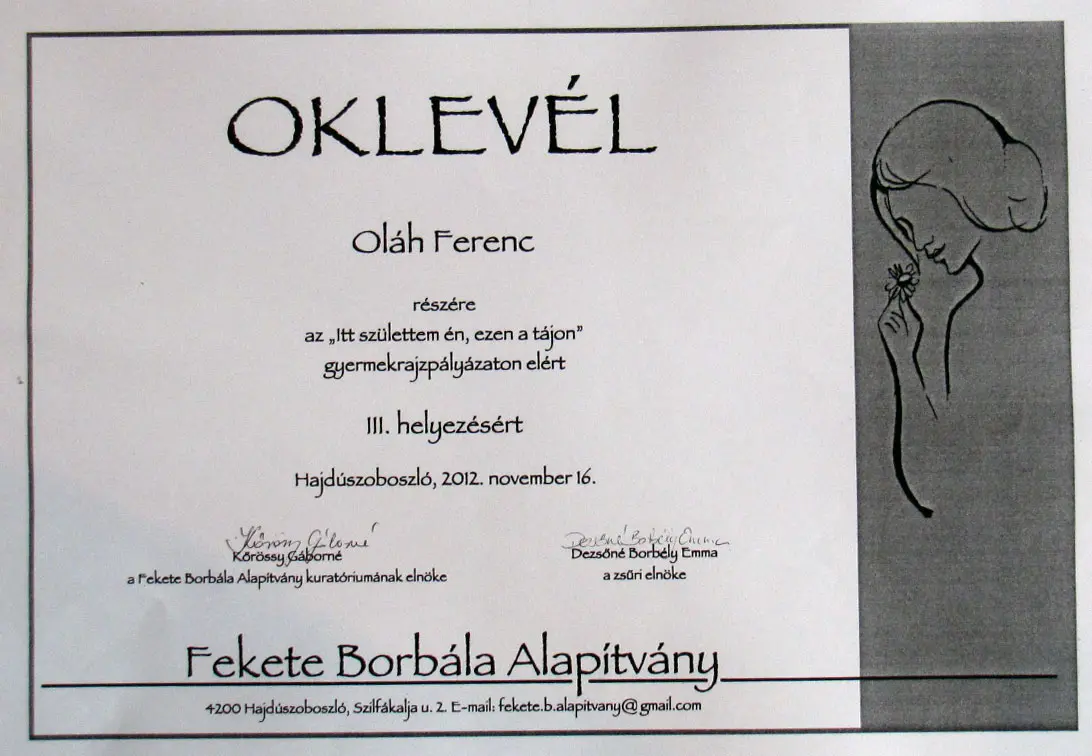 OKLEVÉL
Oláh Ferenc
részére
az „Itt születtem én, ezen a tájon”
gyermekrajzpályázaton elért
III. helyezésért
Hajdúszoboszló, 2012. november 16.
Kőrössy Gáborné Dezsőné Borbély Emma
Kőrössy Gáborné Dezsőné Borbély Emma
a Fekete Borbála Alapítvány kuratóriumának elnöke a zsűri elnöke
Fekete Borbála Alapítvány
4200 Hajdúszoboszló, Szilfákalja u. 2. E-mail: fekete.b.alapitvany@gmail.com